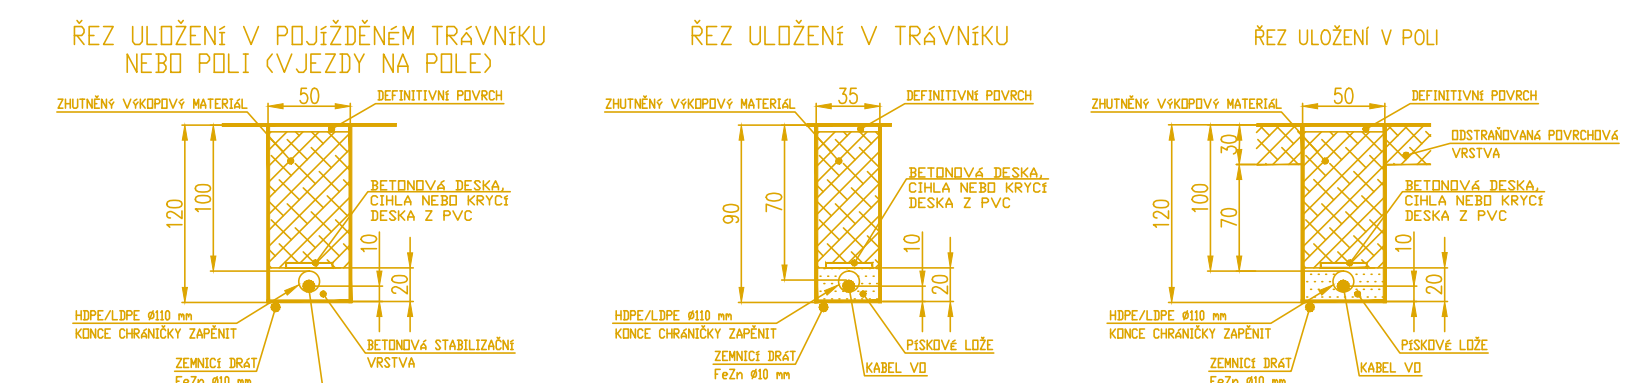 ŘEZ ULOŽENÍ V POJÍŽDĚNÉM TRÁVNÍKU
NEBO POLI (VJEZDY NA POLE)
ZHUTNĚNÝ VÝKOPOVÝ MATERIÁL
50
DEFINITIVNÍ POVRCH
120
100
BETONOVÁ DESKA,
CIHLA NEBO KRYCÍ
DESKA Z PVC
10
20
HDPE/LDPE Ø110 mm
KONCE CHRÁNIČKY ZAPĚNIT
BETONOVÁ STABILIZAČNÍ
VRSTVA
ZEMNICÍ DRÁT
FeZn Ø10 mm
ŘEZ ULOŽENÍ V TRÁVNÍKU
ZHUTNĚNÝ VÝKOPOVÝ MATERIÁL
35
DEFINITIVNÍ POVRCH
90
70
BETONOVÁ DESKA,
CIHLA NEBO KRYCÍ
DESKA Z PVC
10
20
HDPE/LDPE Ø110 mm
KONCE CHRÁNIČKY ZAPĚNIT
PÍSKOVÉ LOŽE
ZEMNICÍ DRÁT
FeZn Ø10 mm
KABEL VO
ŘEZ ULOŽENÍ V POLI
ZHUTNĚNÝ VÝKOPOVÝ MATERIÁL
50
DEFINITIVNÍ POVRCH
30
ODSTRAŇOVANÁ POVRCHOVÁ
VRSTVA
120
100
70
BETONOVÁ DESKA,
CIHLA NEBO KRYCÍ
DESKA Z PVC
10
20
HDPE/LDPE Ø110 mm
KONCE CHRÁNIČKY ZAPĚNIT
PÍSKOVÉ LOŽE
ZEMNICÍ DRÁT
FeZn Ø10 mm
KABEL VO